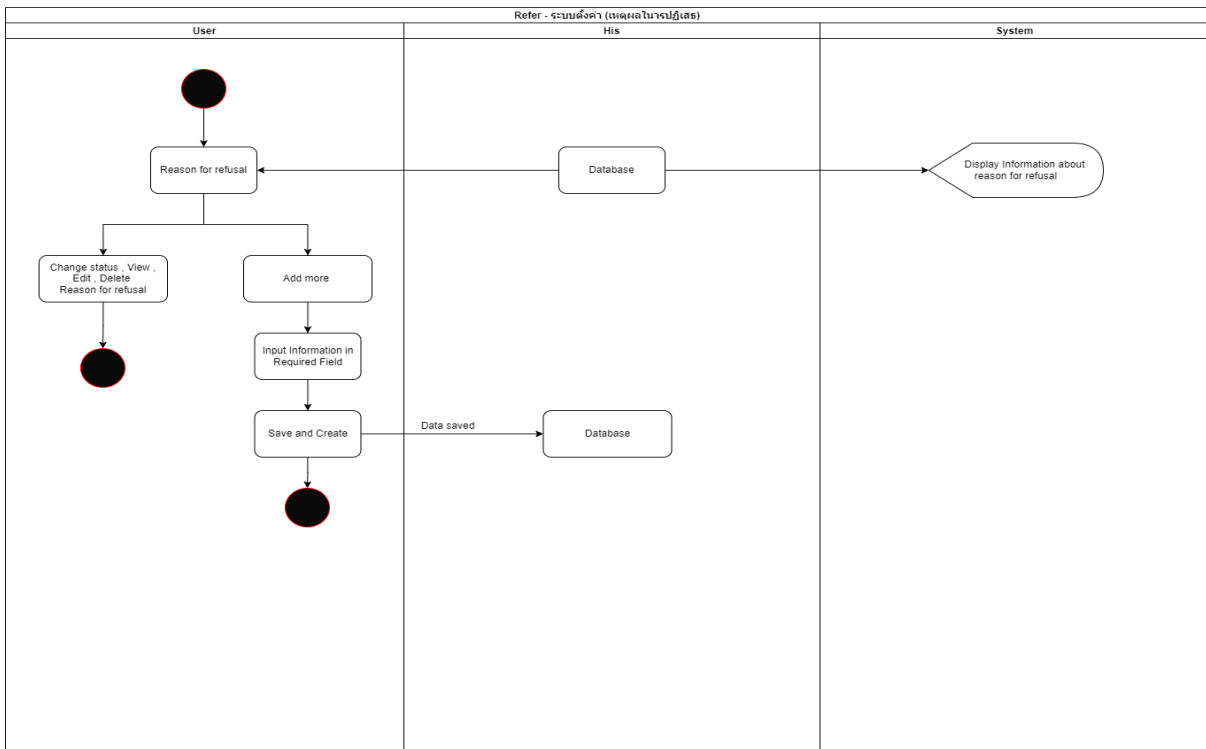 Refer - ระบบตั้งค่า (เหตุผลในารปฏิเสธ)
User
His
System
Reason for refusal
Database
Display Information about
reason for refusal
Change status , View ,
Edit , Delete
Reason for refusal
Add more
Input Information in
Required Field
Save and Create
Data saved
Database